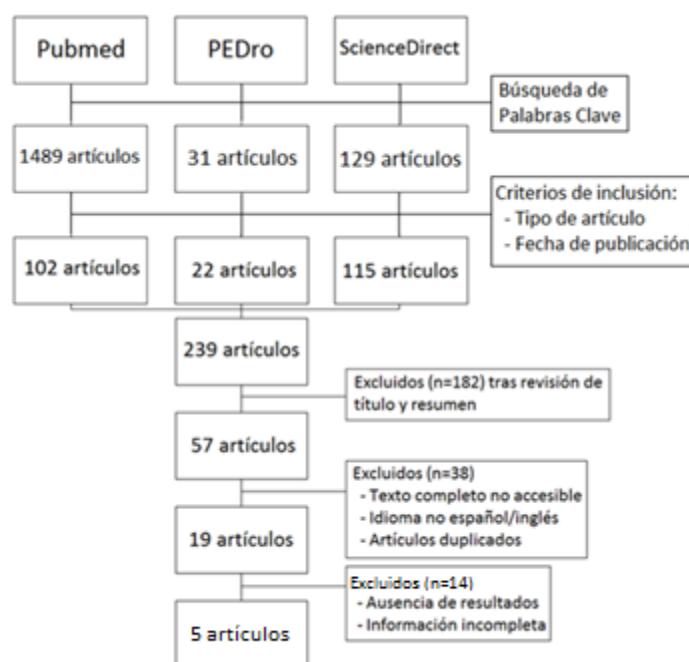 Pubmed
PEDro
ScienceDirect
Búsqueda de
Palabras Clave
1489 artículos
31 artículos
129 artículos
Criterios de inclusión:
- Tipo de artículo
- Fecha de publicación
102 artículos
22 artículos
115 artículos
239 artículos
Excluidos (n=182) tras revisión de
título y resumen
57 artículos
Excluidos (n=38)
- Texto completo no accesible
- Idioma no español/inglés
- Artículos duplicados
19 artículos
Excluidos (n=14)
- Ausencia de resultados
- Información incompleta
5 artículos